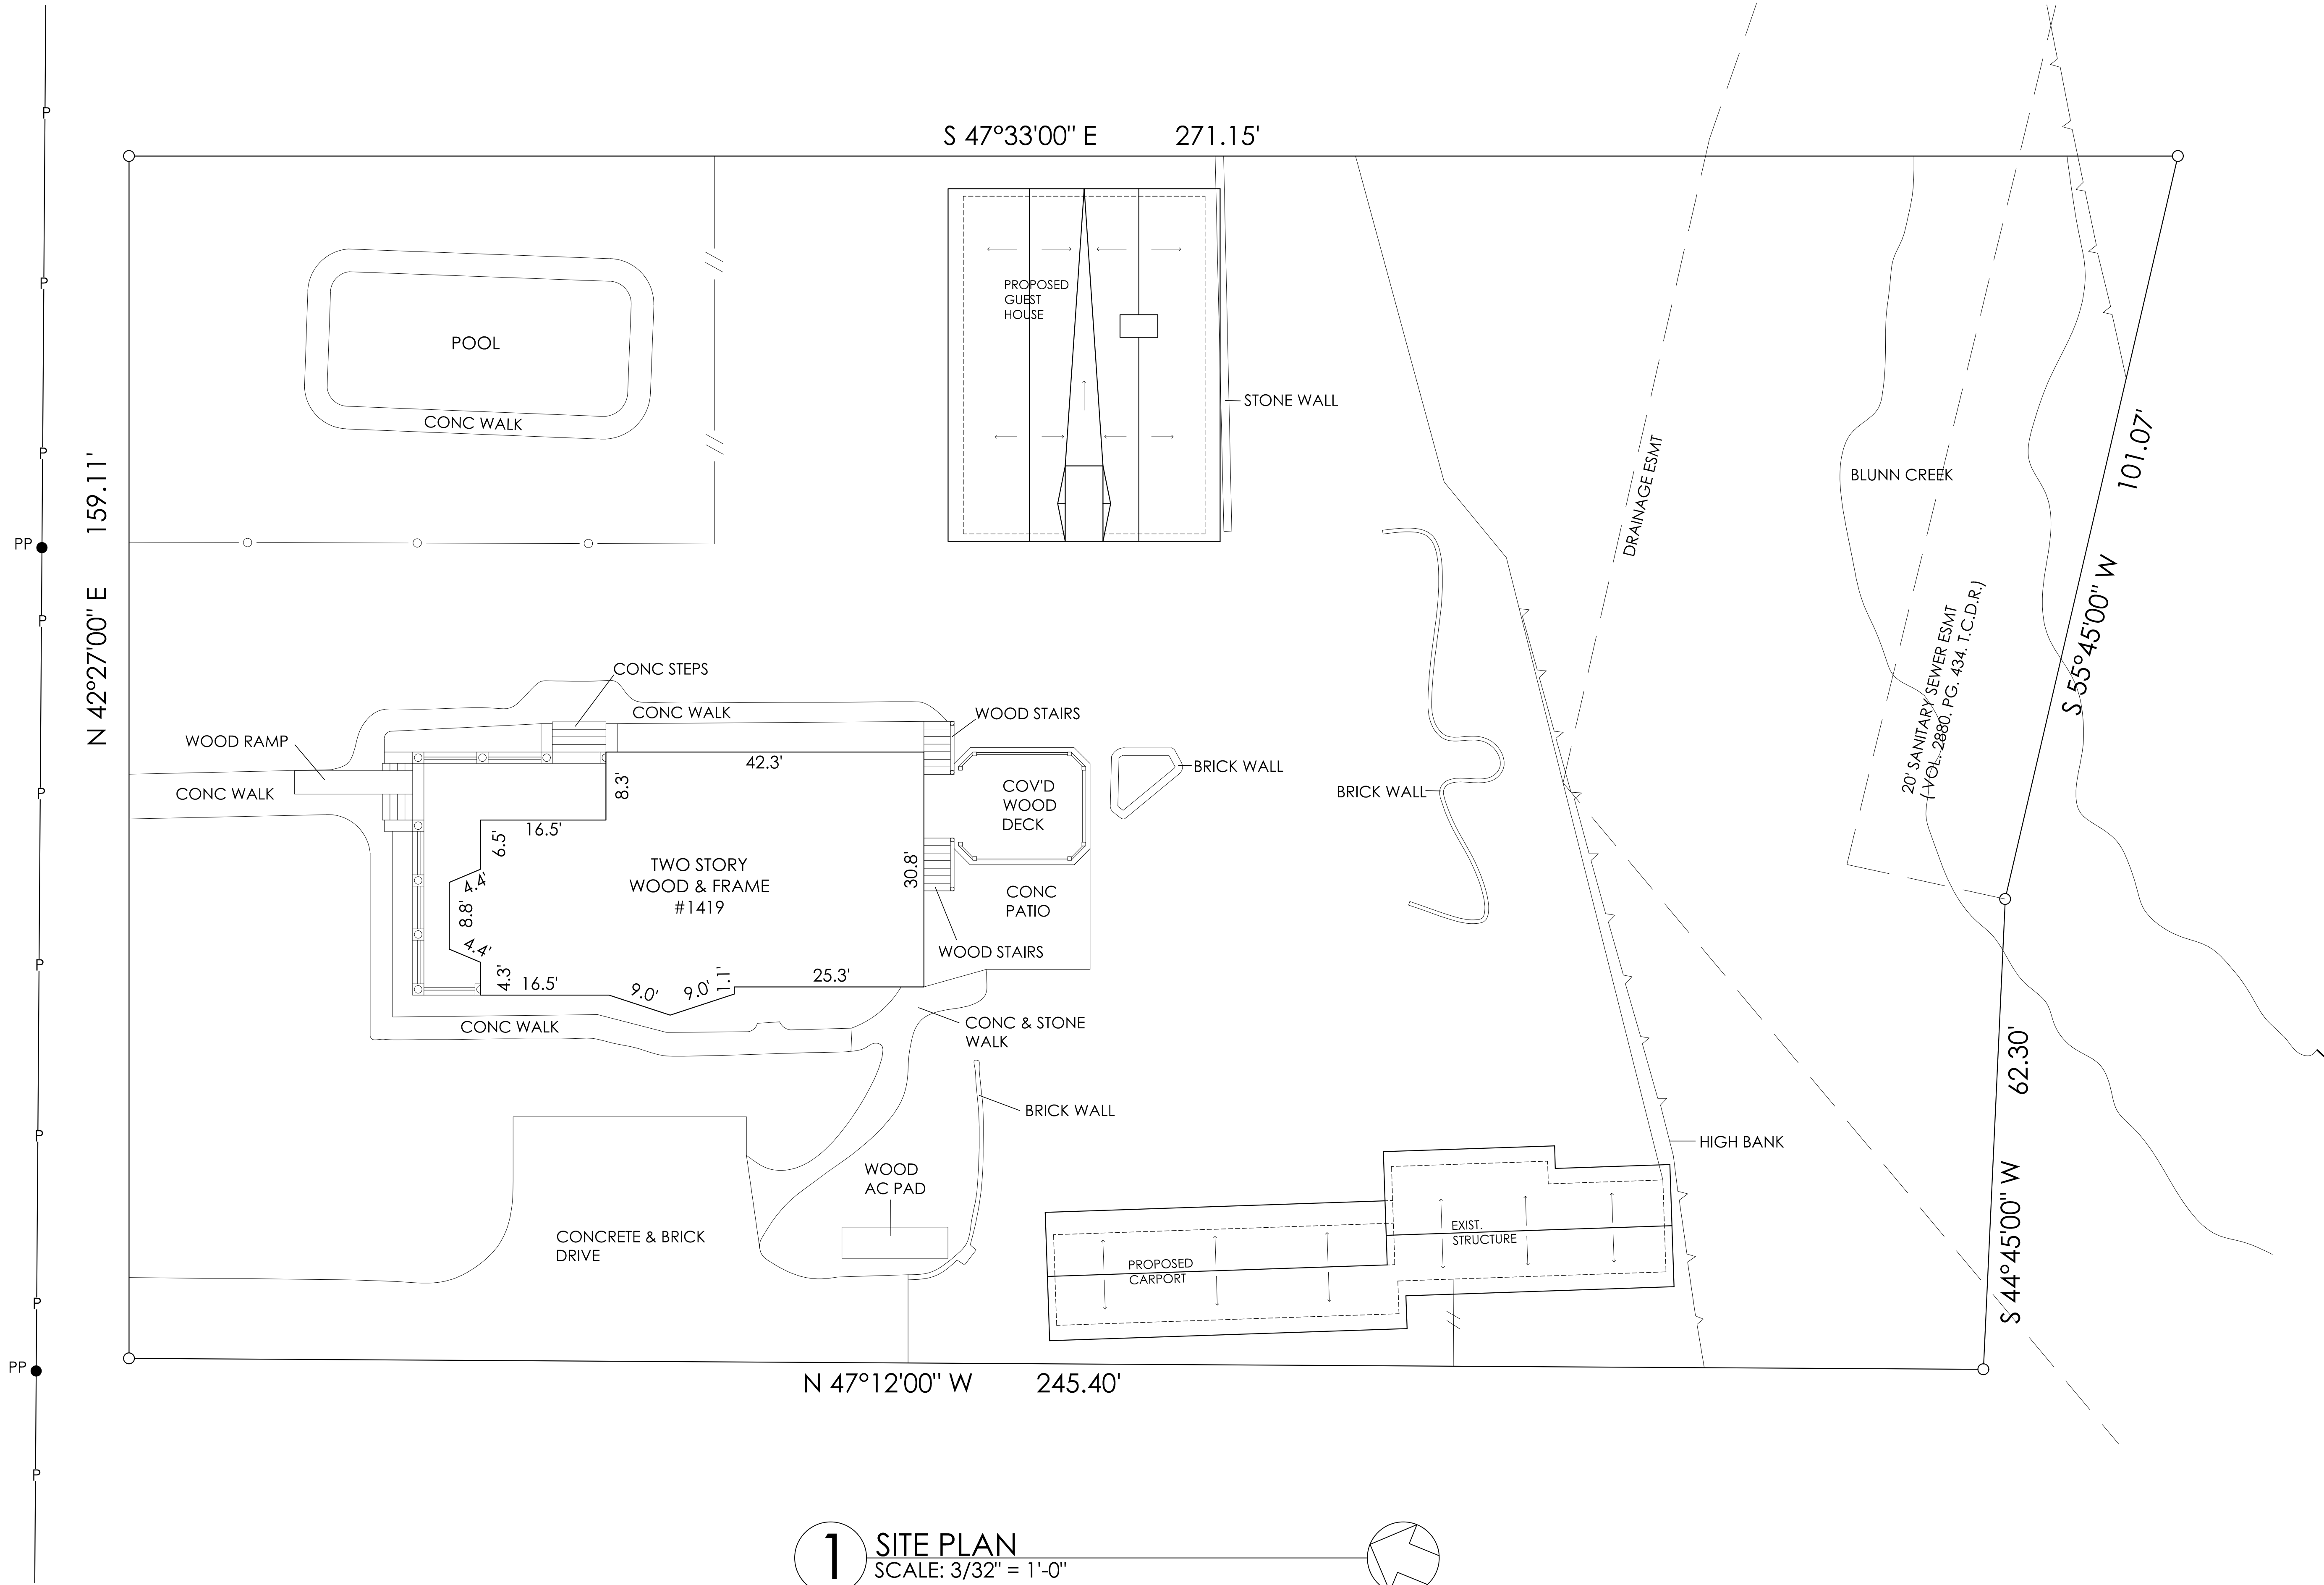 S 47°33'00" E 271.15'
P
P
P
P
P
P
P
P
P
PP
PP
N 42°27'00" E 159.11'
POOL
CONC WALK
PROPOSED
GUEST
HOUSE
STONE WALL
DRAINAGE ESMT
BLUNN CREEK
S 55°45'00" W 101.07'
20' SANITARY SEWER ESMT
( VOL. 2880. PG. 434. T.C.D.R.)
CONC STEPS
CONC WALK
WOOD STAIRS
WOOD RAMP
CONC WALK
42.3'
8.3'
16.5'
6.5'
4.4'
8.8'
4.4'
4.3'
16.5'
9.0'
9.0'
1.1'
25.3'
30.8'
TWO STORY
WOOD & FRAME
#1419
COV'D
WOOD
DECK
BRICK WALL
BRICK WALL
CONC
PATIO
WOOD STAIRS
CONC WALK
CONC & STONE
WALK
BRICK WALL
HIGH BANK
S 44°45'00" W 62.30'
WOOD
AC PAD
CONCRETE & BRICK
DRIVE
EXIST.
STRUCTURE
PROPOSED
CARPORT
N 47°12'00" W 245.40'
1
SITE PLAN
SCALE: 3/32" = 1'-0"